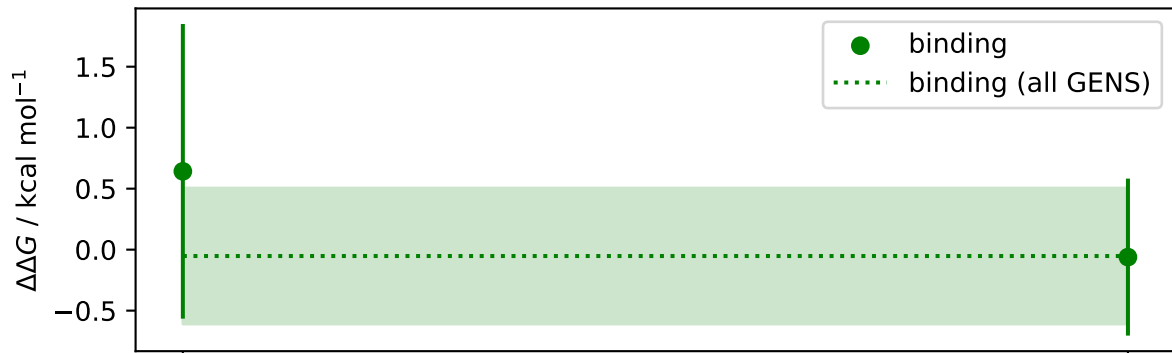 ΔΔG / kcal mol⁻¹
1.5
1.0
0.5
0.0
−0.5
binding
binding (all GENS)